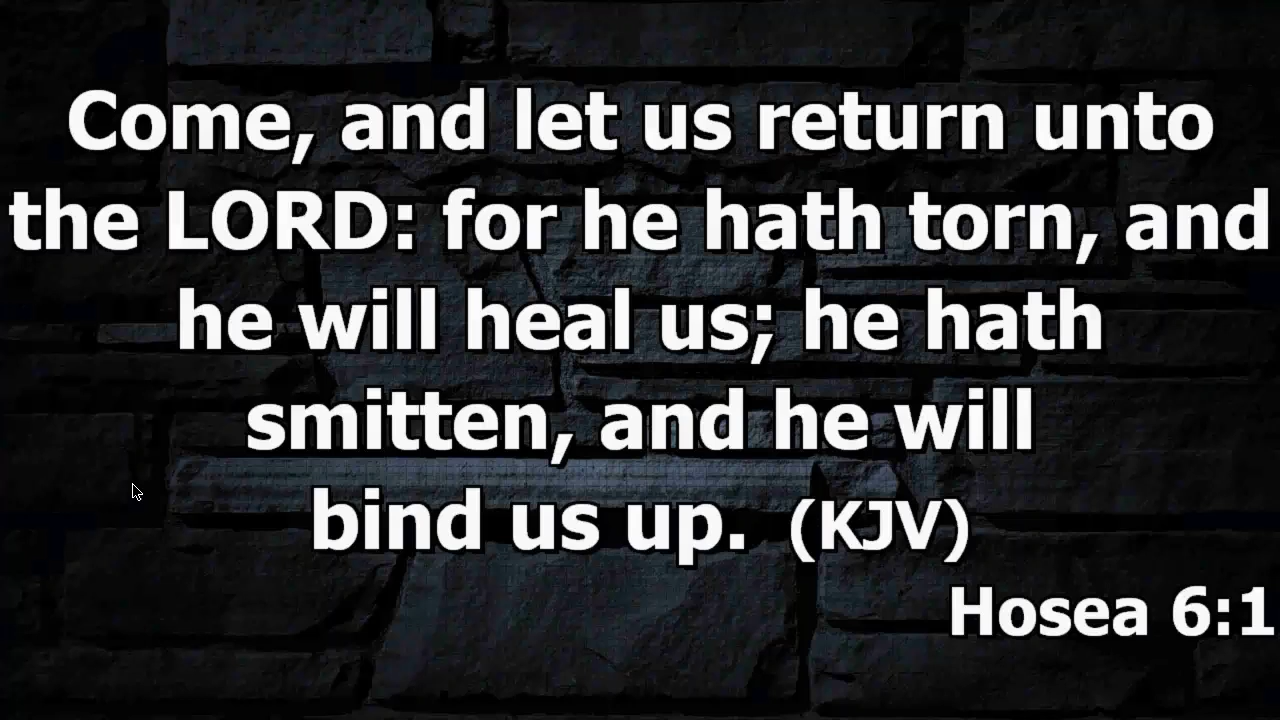 Come, and let us return unto
the LORD: for he hath torn, and
he will heal us; he hath
smitten, and he will
bind us up. (KJV)
Hosea 6:1